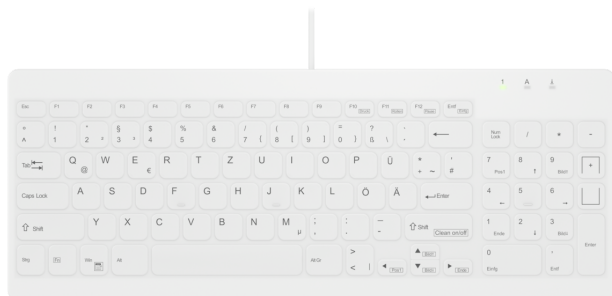 1 A
Esc F1 F2 F3 F4 F5 F6 F7 F8 F9 F10 F11 F12 Entf
° ! " § $ % & / ( ) = ? `
^ 1 2 ² 3 ³ 4 5 6 7 { 8 [ 9 ] 0 } ß \ ´ ← Num Lock / * -
Tab Q @ W E € R T Z U I O P Ü * + ~ ' # 7 Pos1 8 ↑ 9 Bild↑ +
Caps Lock A S D F G H J K L Ö Ä Enter 4 ← 5 6 →
Shift Y X C V B N M µ ; , : . _ - Shift Clean on/off 1 Ende 2 ↓ 3 Bild↓ Enter
Strg Fn Win Alt AltGr > < | ◄ Pos1 ▲ Bild↑ ▼ Bild↓ ► Ende 0 Einfg . Entf